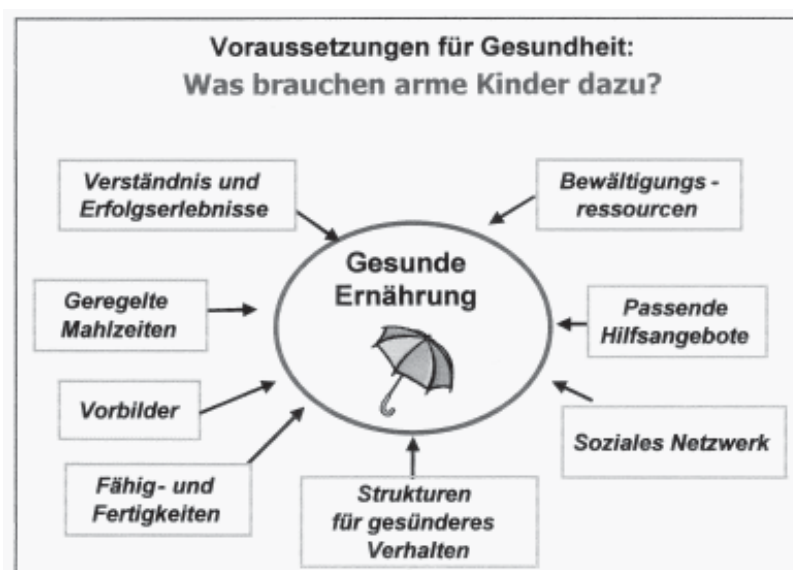 Voraussetzungen für Gesundheit:
Was brauchen arme Kinder dazu?
Verständnis und
Erfolgserlebnisse
Bewältigungs -
ressourcen
Gesunde
Ernährung
Geregelte
Mahlzeiten
Passende
Hilfsangebote
Vorbilder
Soziales Netzwerk
Fähig- und
Fertigkeiten
Strukturen
für gesünderes
Verhalten